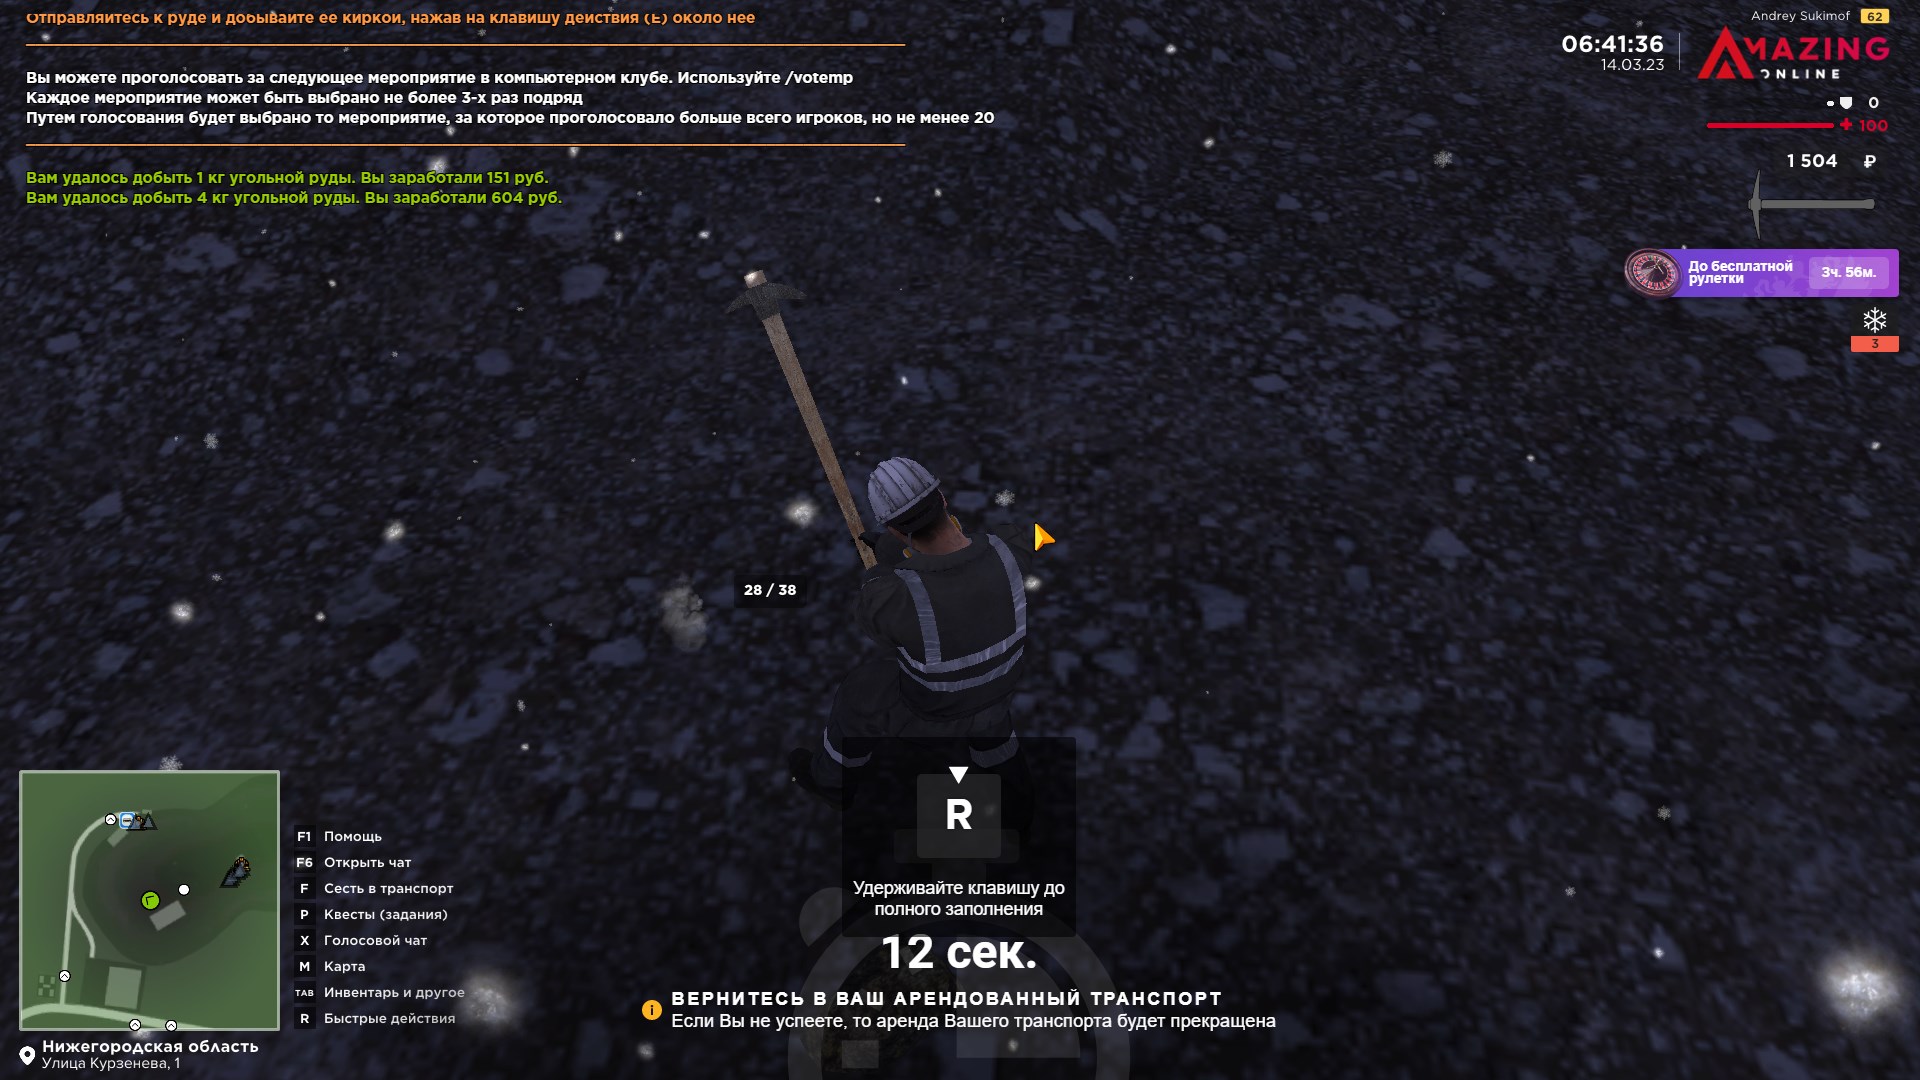 Отправляйтесь к руде и добывайте ее киркой, нажав на клавишу действия (E) около нее
Вы можете проголосовать за следующее мероприятие в компьютерном клубе. Используйте /votemp
Каждое мероприятие может быть выбрано не более 3-х раз подряд
Путем голосования будет выбрано то мероприятие, за которое проголосовало больше всего игроков, но не менее 20
Вам удалось добыть 1 кг угольной руды. Вы заработали 151 руб.
Вам удалось добыть 4 кг угольной руды. Вы заработали 604 руб.
Andrey Sukimof 62
06:41:36
14.03.23
AMAZING
ONLINE
0
100
1 504 ₽
До бесплатной
рулетки
3ч. 56м.
3
28 / 38
R
Удерживайте клавишу до
полного заполнения
12 сек.
ВЕРНИТЕСЬ В ВАШ АРЕНДОВАННЫЙ ТРАНСПОРТ
Если Вы не успеете, то аренда Вашего транспорта будет прекращена
F1 Помощь
F6 Открыть чат
F Сесть в транспорт
P Квесты (задания)
X Голосовой чат
M Карта
TAB Инвентарь и другое
R Быстрые действия
Нижегородская область
Улица Курзенева, 1